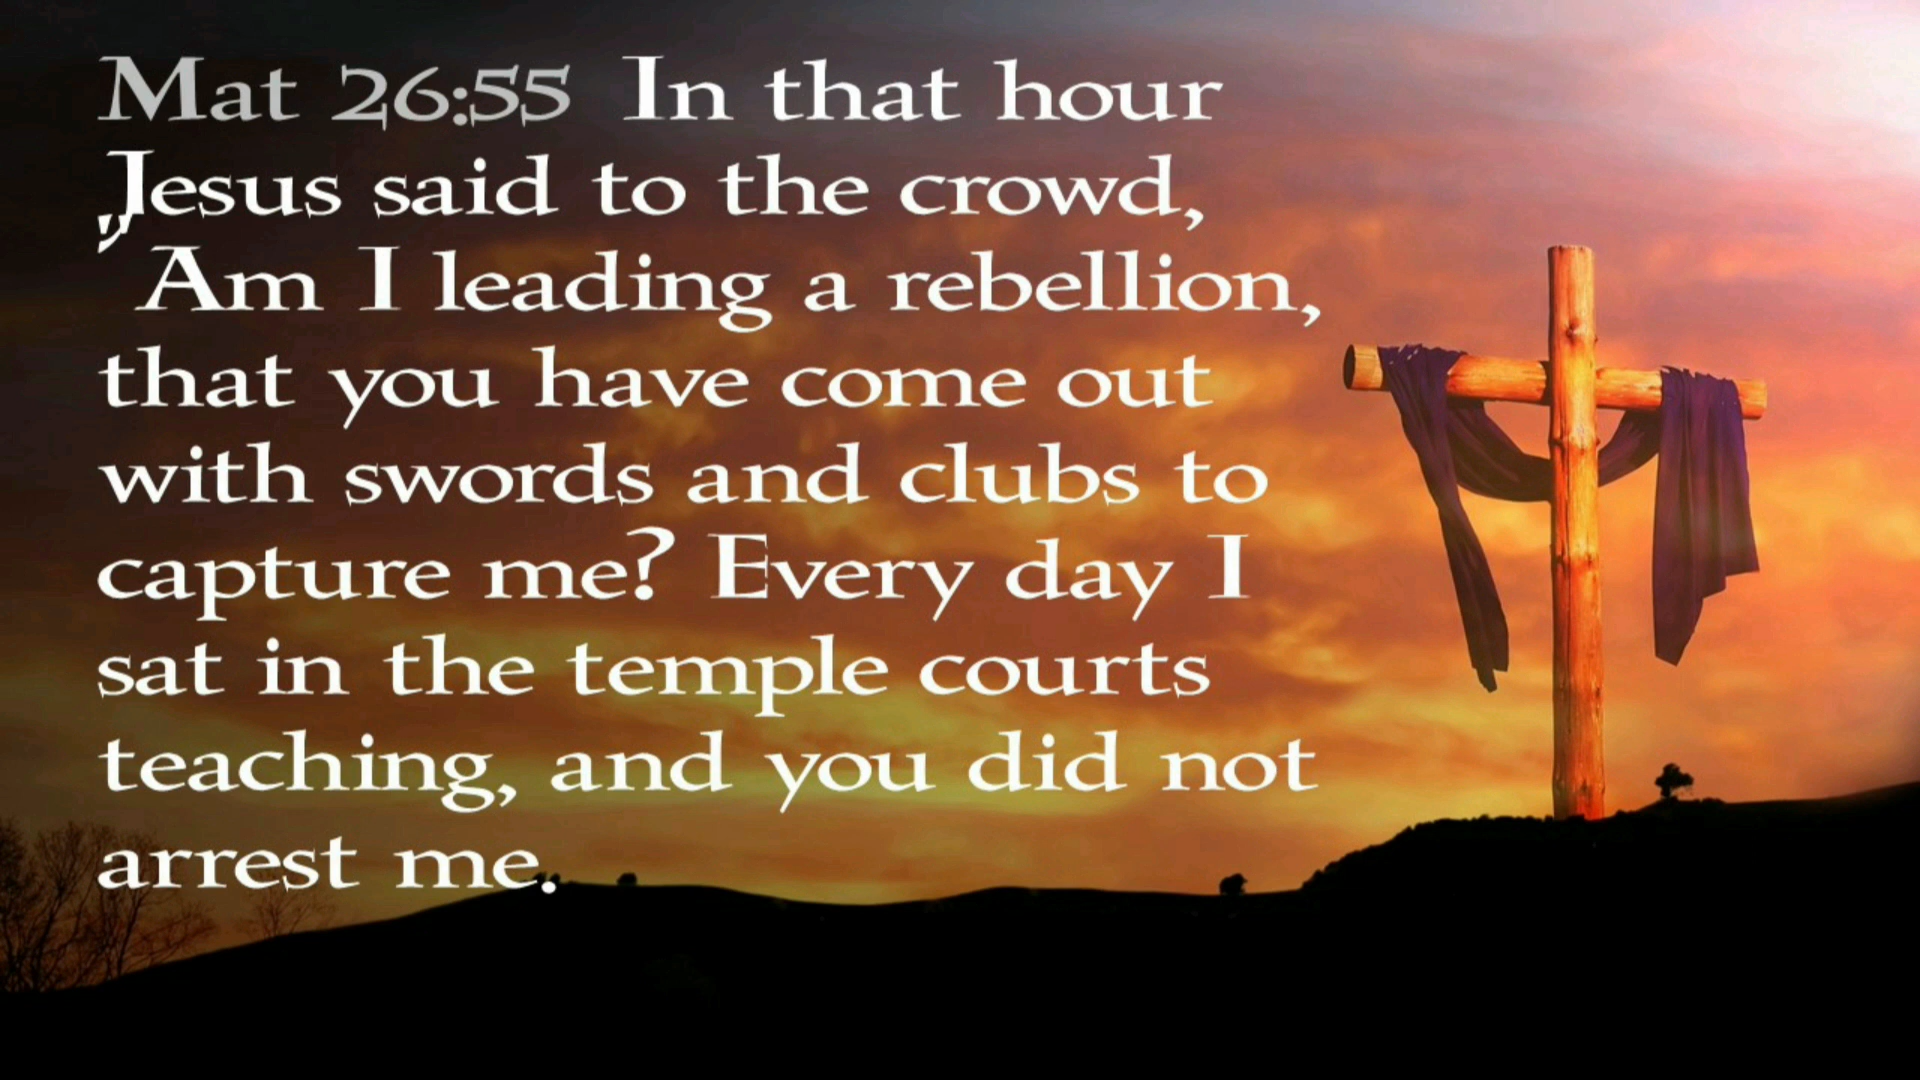 Mat 26:55 In that hour
Jesus said to the crowd,
"Am I leading a rebellion,
that you have come out
with swords and clubs to
capture me? Every day I
sat in the temple courts
teaching, and you did not
arrest me.